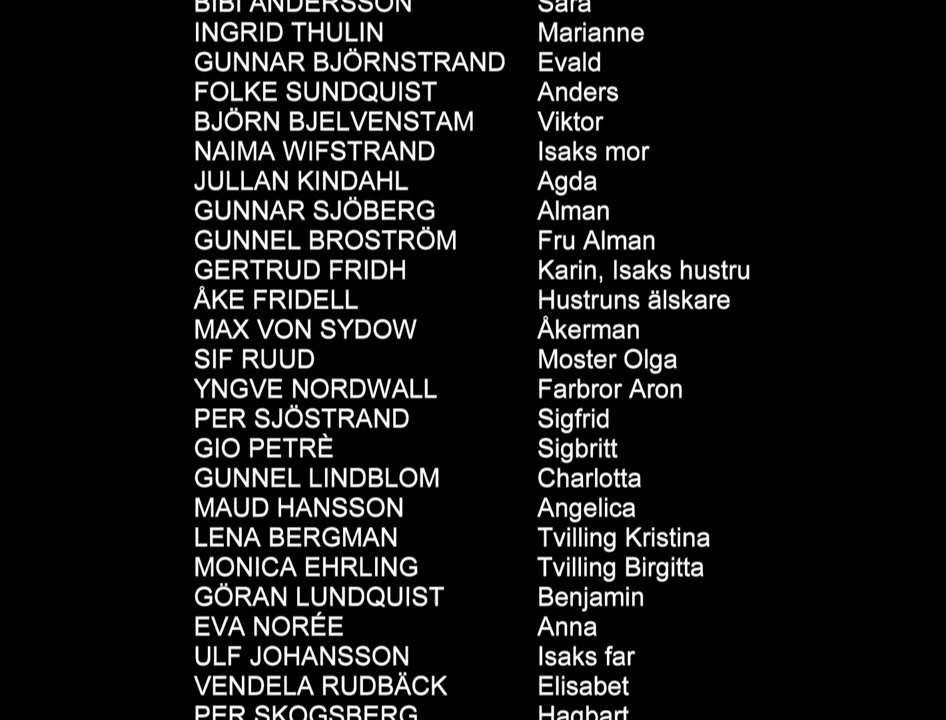 BIBI ANDERSSON Sara
INGRID THULIN Marianne
GUNNAR BJÖRNSTRAND Evald
FOLKE SUNDQUIST Anders
BJÖRN BJELVENSTAM Viktor
NAIMA WIFSTRAND Isaks mor
JULLAN KINDAHL Agda
GUNNAR SJÖBERG Alman
GUNNEL BROSTRÖM Fru Alman
GERTRUD FRIDH Karin, Isaks hustru
ÅKE FRIDELL Hustruns älskare
MAX VON SYDOW Åkerman
SIF RUUD Moster Olga
YNGVE NORDWALL Farbror Aron
PER SJÖSTRAND Sigfrid
GIO PETRÈ Sigbritt
GUNNEL LINDBLOM Charlotta
MAUD HANSSON Angelica
LENA BERGMAN Tvilling Kristina
MONICA EHRLING Tvilling Birgitta
GÖRAN LUNDQUIST Benjamin
EVA NORÉE Anna
ULF JOHANSSON Isaks far
VENDELA RUDBÄCK Elisabet
PER SKOGSBERG Hagbart